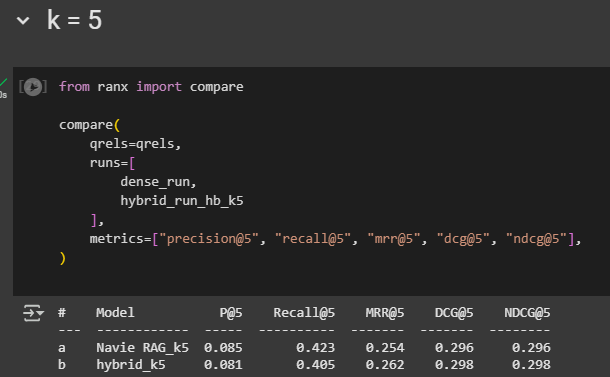 k = 5
[ ]
0s
from ranx import compare
compare(
qrels=qrels,
runs=[
dense_run,
hybrid_run_hb_k5
],
metrics=["precision@5", "recall@5", "mrr@5", "dcg@5", "ndcg@5"],
)
# Model P@5 Recall@5 MRR@5 DCG@5 NDCG@5
--- ------------ ----- ---------- ------- ------- --------
a Navie RAG_k5 0.085 0.423 0.254 0.296 0.296
b hybrid_k5 0.081 0.405 0.262 0.298 0.298